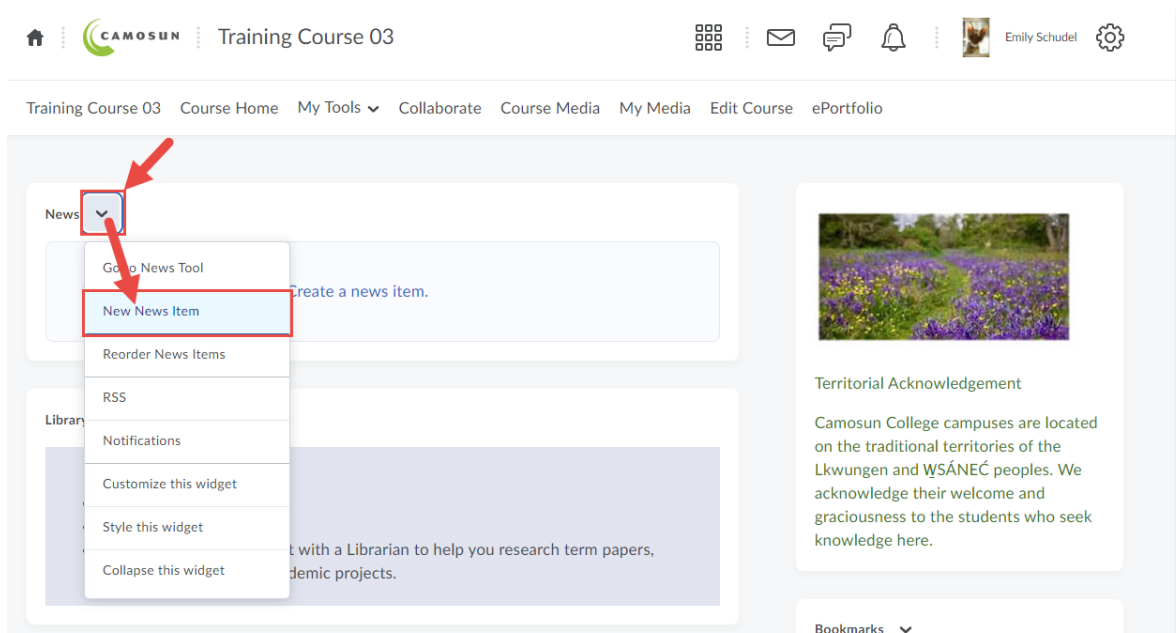 CAMOSUN
Training Course 03
Emily Schudel
Training Course 03
Course Home
My Tools
Collaborate
Course Media
My Media
Edit Course
ePortfolio
News
Go to News Tool
New News Item
Reorder News Items
RSS
Notifications
Customize this widget
Style this widget
Collapse this widget
Create a news item.
Library
with a Librarian to help you research term papers,
projects.
Territorial Acknowledgement
Camosun College campuses are located
on the traditional territories of the
Lkwungen and W̱SÁNEĆ peoples. We
acknowledge their welcome and
graciousness to the students who seek
knowledge here.
Bookmarks